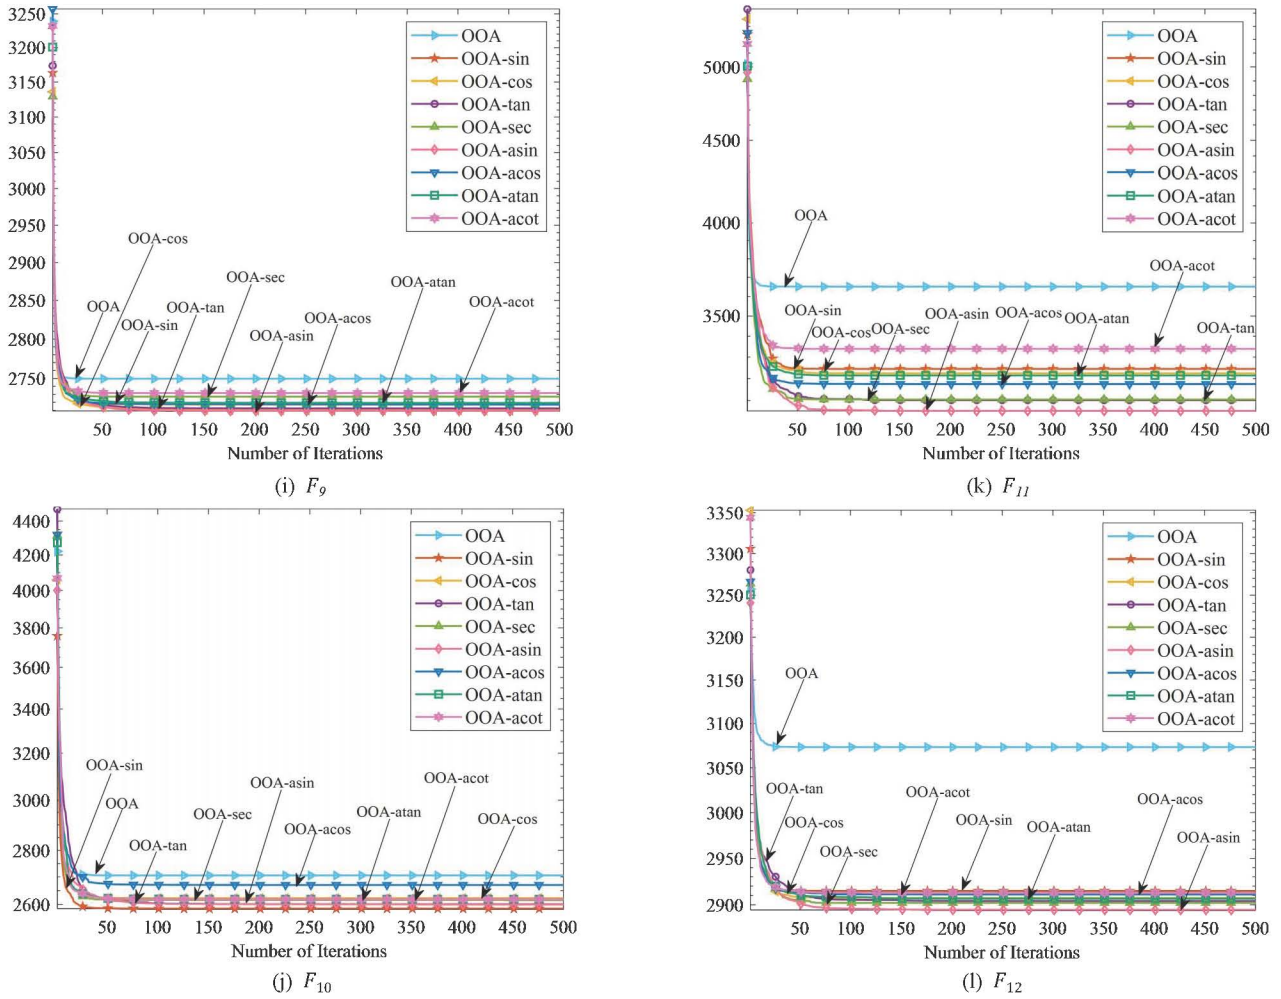 3250
3200
3150
3100
3050
3000
2950
2900
2850
2800
2750
OOA
OOA-sin
OOA-cos
OOA-tan
OOA-sec
OOA-asin
OOA-acos
OOA-atan
OOA-acot
OOA-cos
OOA
OOA-sin
OOA-tan
OOA-sec
OOA-asin
OOA-acos
OOA-atan
OOA-acot
50 100 150 200 250 300 350 400 450 500
Number of Iterations
(i) F9
5000
4500
4000
3500
OOA
OOA-sin
OOA-cos
OOA-tan
OOA-sec
OOA-asin
OOA-acos
OOA-atan
OOA-acot
OOA
OOA-acot
OOA-sin
OOA-cos
OOA-sec
OOA-asin
OOA-acos
OOA-atan
OOA-tan
50 100 150 200 250 300 350 400 450 500
Number of Iterations
(k) F11
4400
4200
4000
3800
3600
3400
3200
3000
2800
2600
OOA
OOA-sin
OOA-cos
OOA-tan
OOA-sec
OOA-asin
OOA-acos
OOA-atan
OOA-acot
OOA-sin
OOA
OOA-tan
OOA-sec
OOA-asin
OOA-acos
OOA-atan
OOA-acot
OOA-cos
50 100 150 200 250 300 350 400 450 500
Number of Iterations
(j) F10
3350
3300
3250
3200
3150
3100
3050
3000
2950
2900
OOA
OOA-sin
OOA-cos
OOA-tan
OOA-sec
OOA-asin
OOA-acos
OOA-atan
OOA-acot
OOA
OOA-tan
OOA-cos
OOA-sec
OOA-acot
OOA-sin
OOA-atan
OOA-acos
OOA-asin
50 100 150 200 250 300 350 400 450 500
Number of Iterations
(l) F12